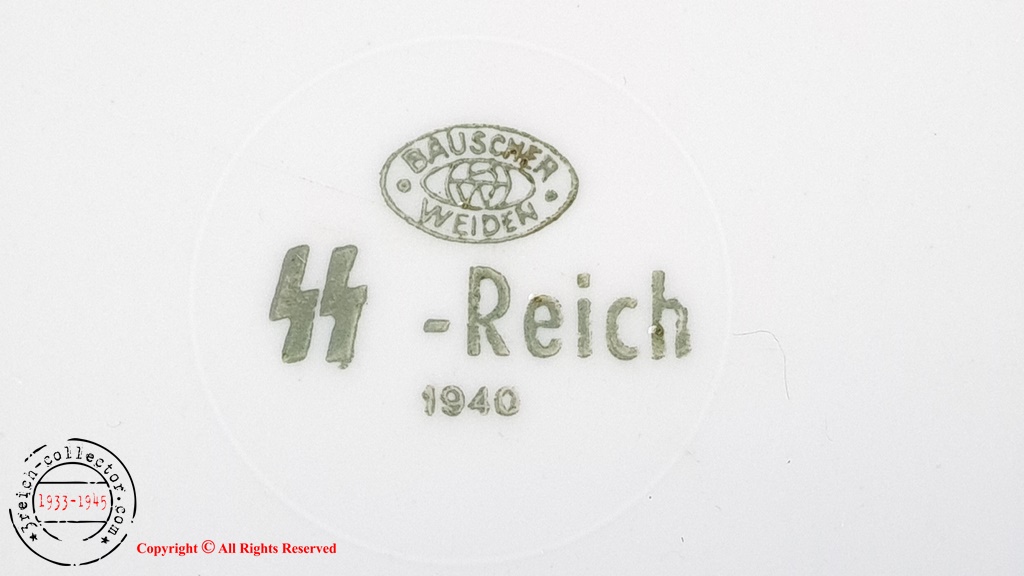 BAUSCHER
WEIDEN
SS -Reich
1940
3reich-collector.com
1933-1945
Copyright © All Rights Reserved